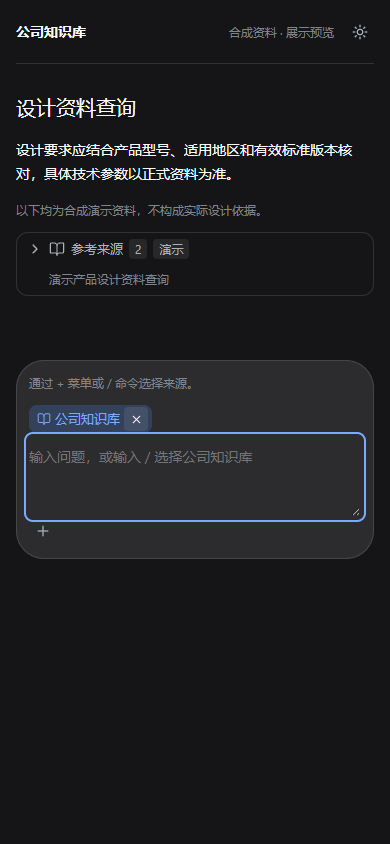 公司知识库
合成资料 · 展示预览
设计资料查询
设计要求应结合产品型号、适用地区和有效标准版本核
对，具体技术参数以正式资料为准。
以下均为合成演示资料，不构成实际设计依据。
参考来源 2 演示
演示产品设计资料查询
通过 + 菜单或 / 命令选择来源。
公司知识库
输入问题，或输入 / 选择公司知识库